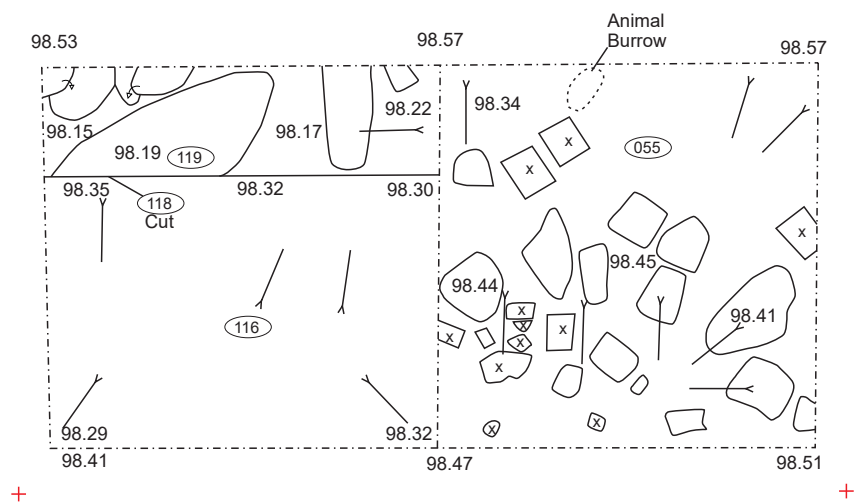 Animal
Burrow
98.53
98.57
98.57
98.22
98.34
98.15
98.17
98.19
119
055
98.35
98.32
98.30
118
Cut
98.45
98.44
98.41
116
x
x
x
x
x
x
x
x
x
x
x
98.29
98.32
98.41
98.47
98.51